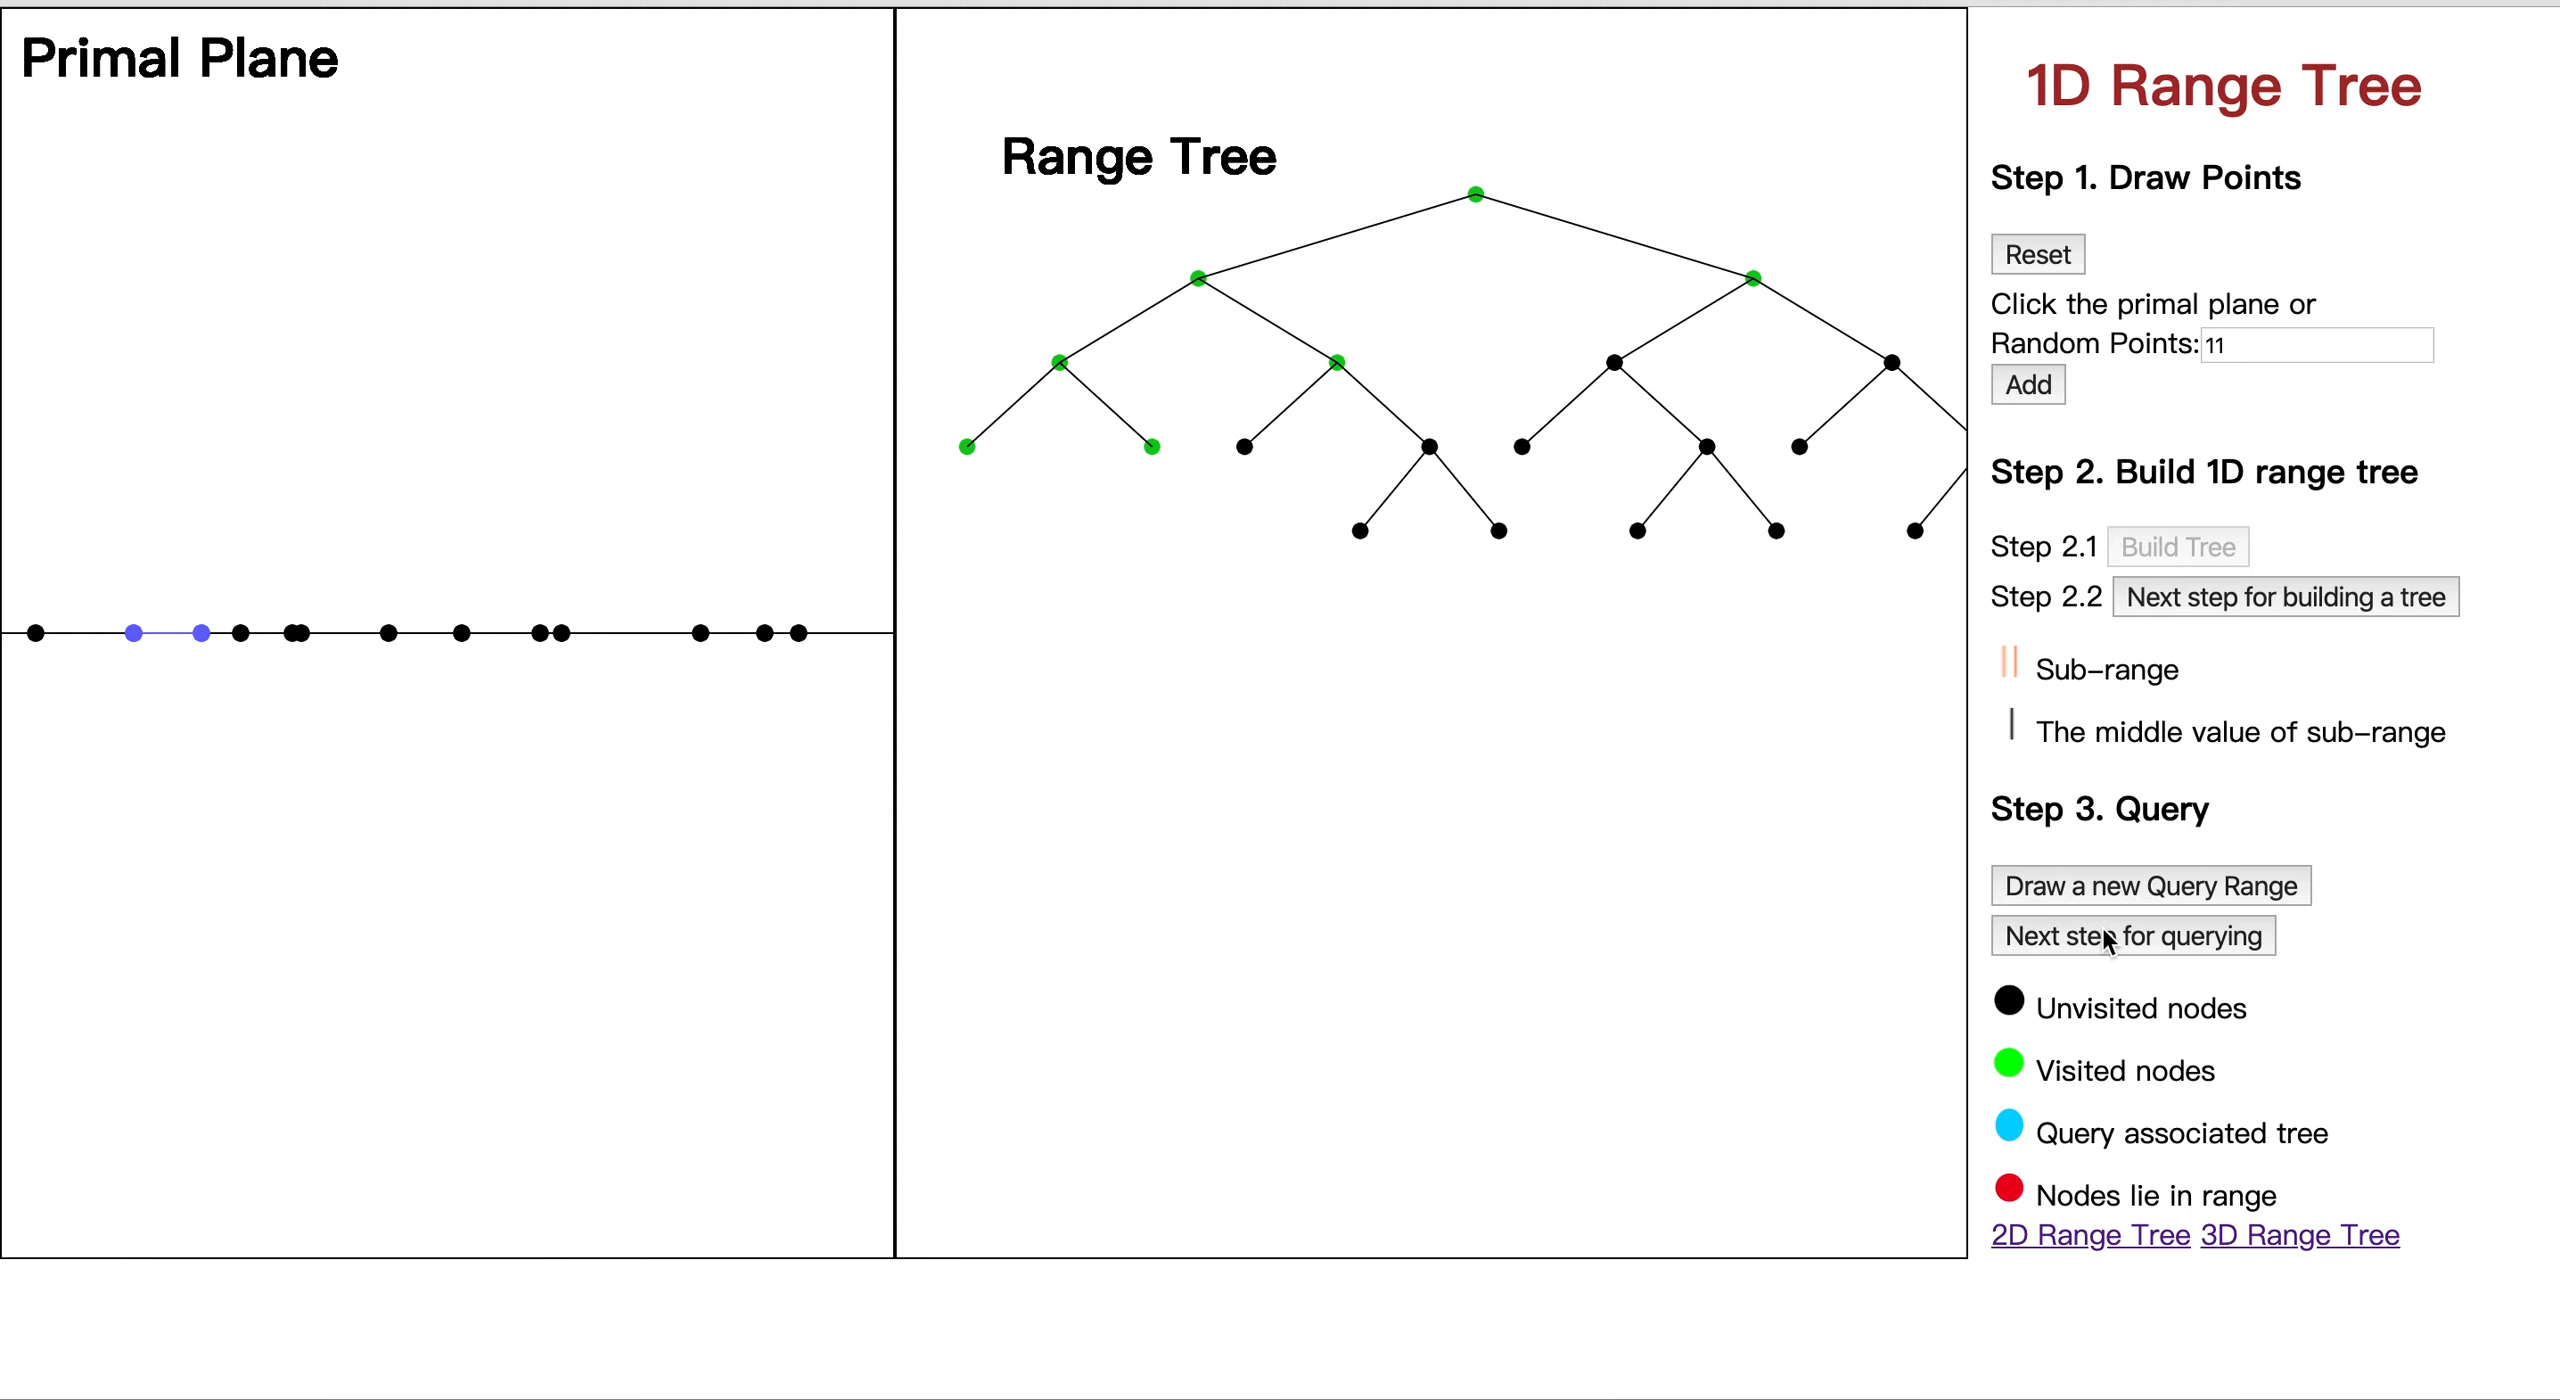 Primal Plane
Range Tree
1D Range Tree
Step 1. Draw Points
Reset
Click the primal plane or
Random Points: 11
Add
Step 2. Build 1D range tree
Step 2.1 Build Tree
Step 2.2 Next step for building a tree
Sub-range
The middle value of sub-range
Step 3. Query
Draw a new Query Range
Next step for querying
Unvisited nodes
Visited nodes
Query associated tree
Nodes lie in range
2D Range Tree 3D Range Tree